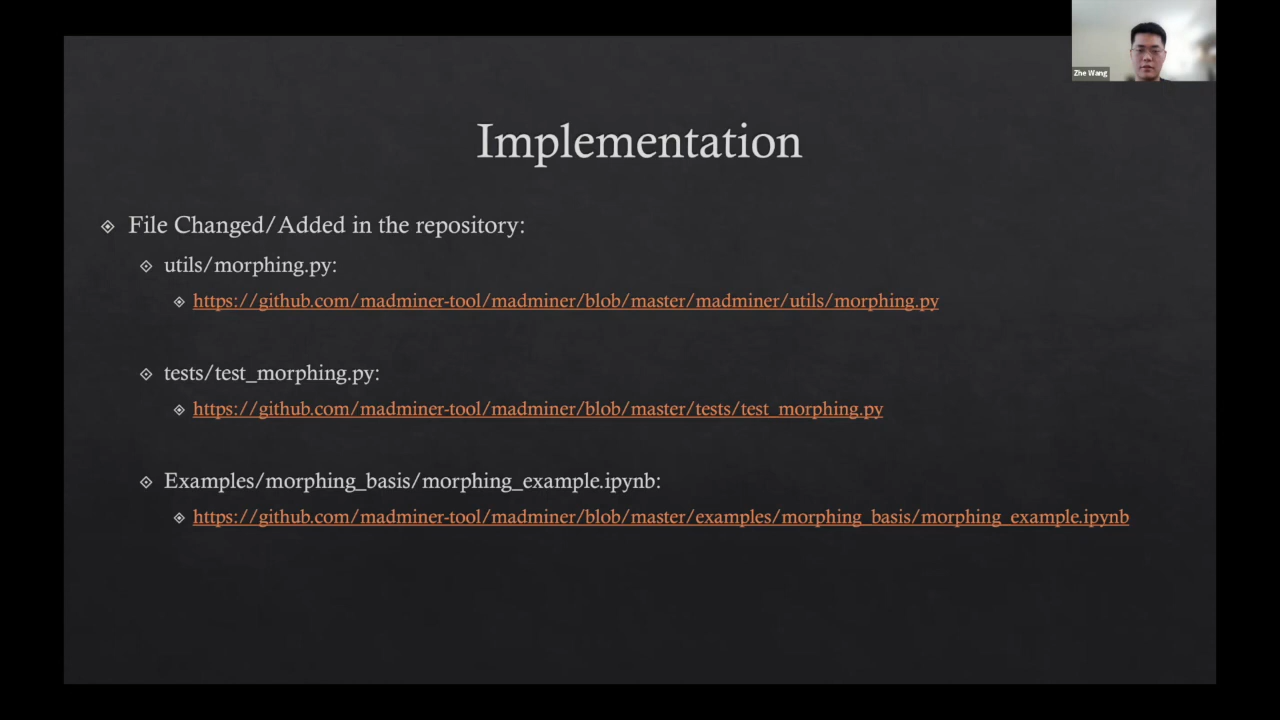 Zhe Wang
Implementation
File Changed/Added in the repository:
utils/morphing.py:
https://github.com/madminer-tool/madminer/blob/master/madminer/utils/morphing.py
tests/test_morphing.py:
https://github.com/madminer-tool/madminer/blob/master/tests/test_morphing.py
Examples/morphing_basis/morphing_example.ipynb:
https://github.com/madminer-tool/madminer/blob/master/examples/morphing_basis/morphing_example.ipynb